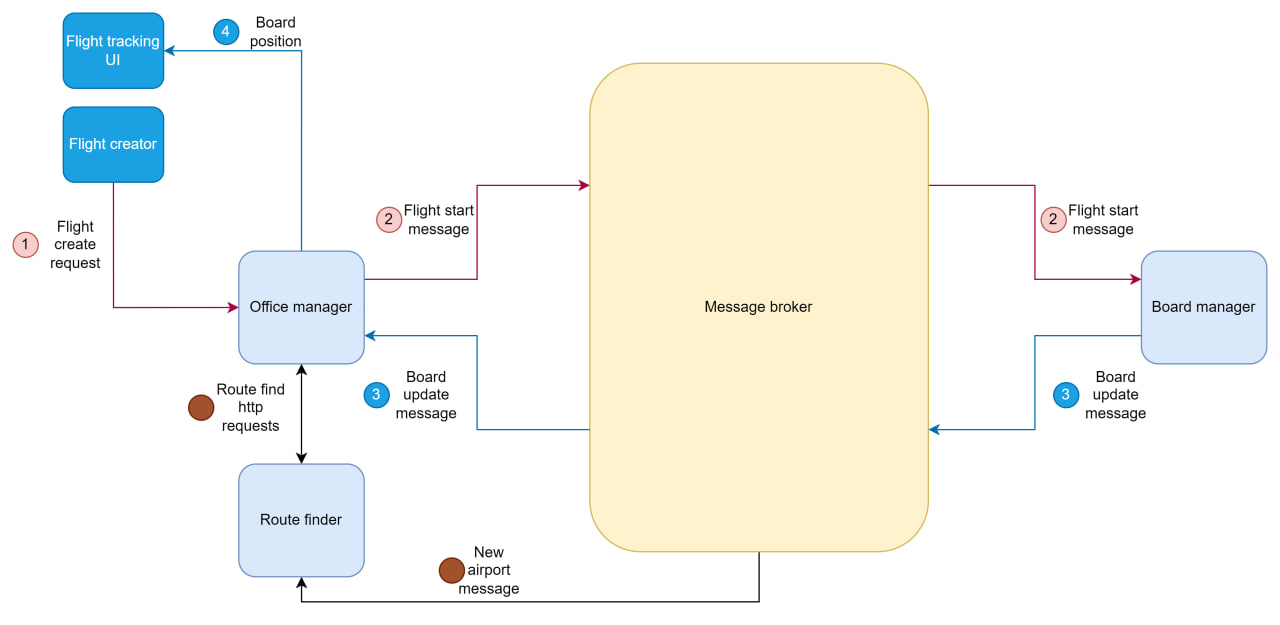 Flight tracking
UI
4
Board
position
Flight creator
1
Flight
create
request
2
Flight start
message
2
Flight start
message
Office manager
Message broker
Board manager
Route find
http
requests
3
Board
update
message
3
Board
update
message
Route finder
New
airport
message